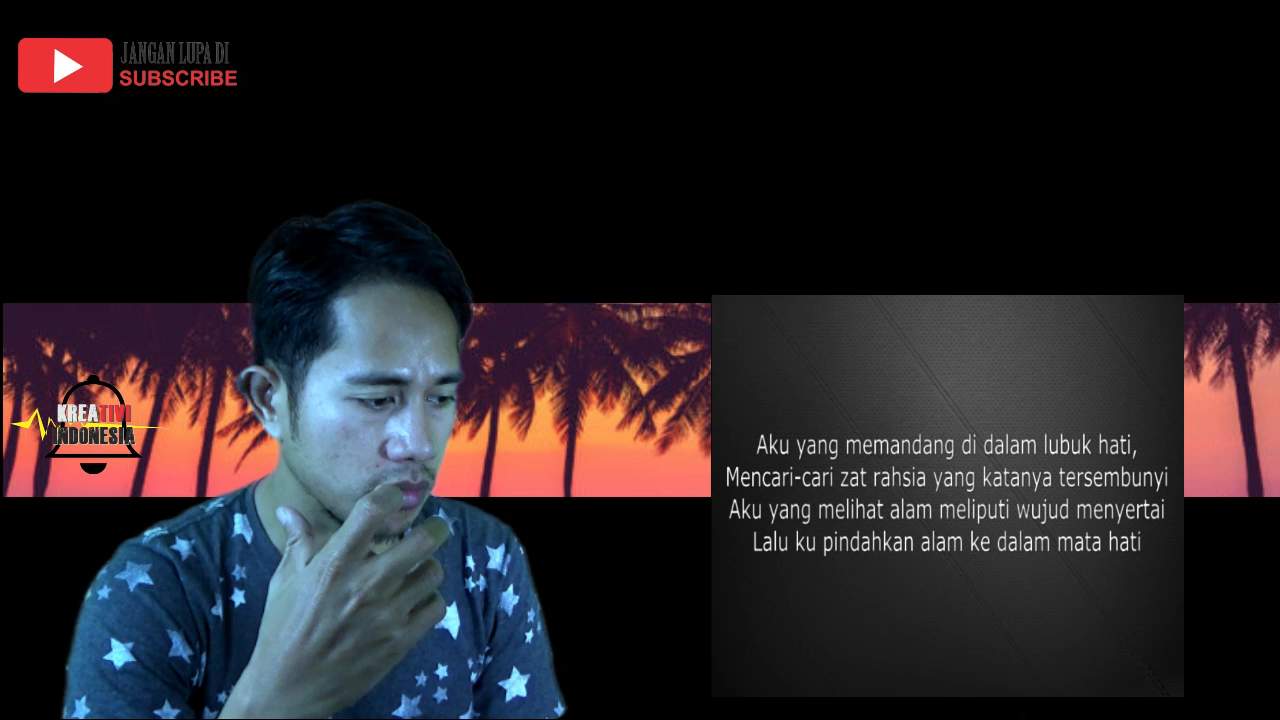 JANGAN LUPA DI
SUBSCRIBE
KREATIVI
INDONESIA
Aku yang memandang di dalam lubuk hati,
Mencari-cari zat rahsia yang katanya tersembunyi
Aku yang melihat alam meliputi wujud menyertai
Lalu ku pindahkan alam ke dalam mata hati